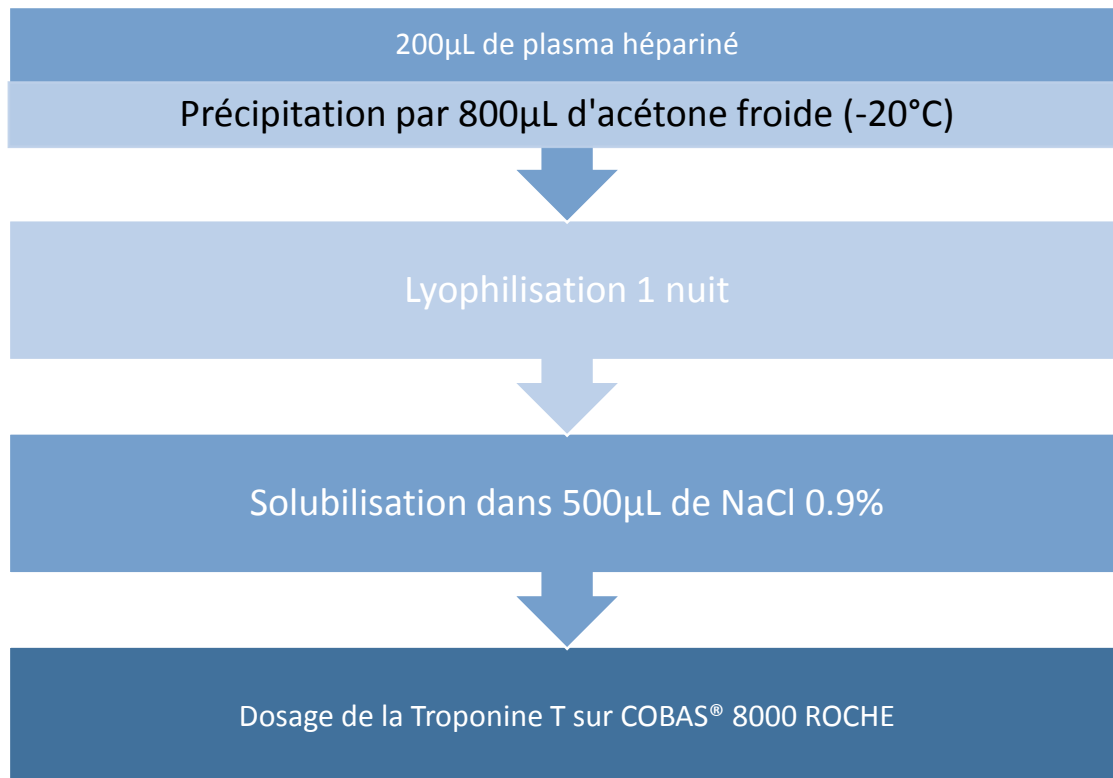 200µL de plasma hépariné
Précipitation par 800µL d'acétone froide (-20°C)
Lyophilisation 1 nuit
Solubilisation dans 500µL de NaCl 0.9%
Dosage de la Troponine T sur COBAS® 8000 ROCHE